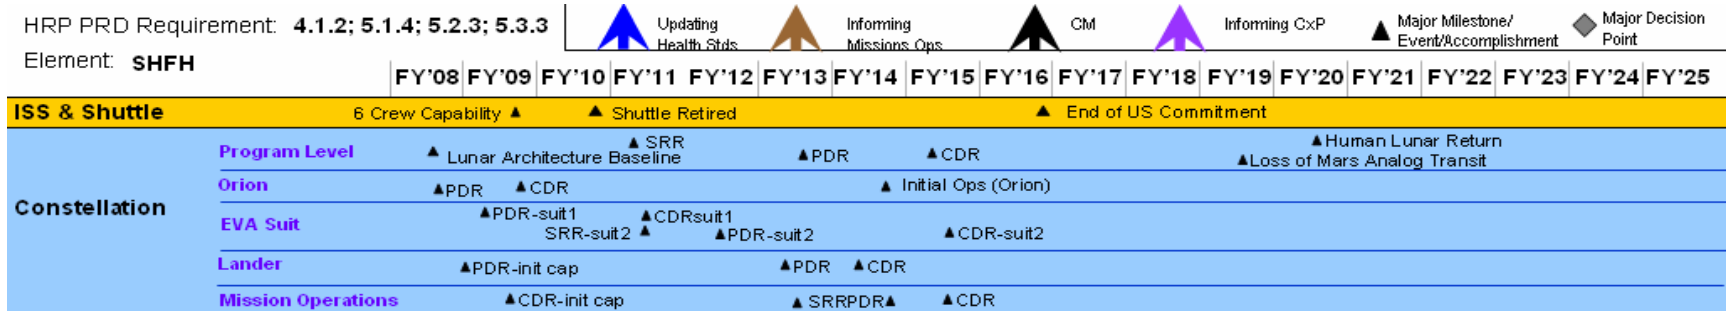 HRP PRD Requirement: 4.1.2; 5.1.4; 5.2.3; 5.3.3
Updating
Health Stds
Informing
Missions Ops
CM
Informing CxP
Major Milestone/
Event/Accomplishment
Major Decision
Point
Element: SHFH
FY'08 FY'09 FY'10 FY'11 FY'12 FY'13 FY'14 FY'15 FY'16 FY'17 FY'18 FY'19 FY'20 FY'21 FY'22 FY'23 FY'24 FY'25
ISS & Shuttle
6 Crew Capability
Shuttle Retired
End of US Commitment
Constellation
Program Level
Lunar Architecture Baseline
SRR
PDR
CDR
Human Lunar Return
Loss of Mars Analog Transit
Orion
PDR
CDR
Initial Ops (Orion)
EVA Suit
PDR-suit1
CDRsuit1
SRR-suit2
PDR-suit2
CDR-suit2
Lander
PDR-init cap
PDR
CDR
Mission Operations
CDR-init cap
SRR
PDR
CDR